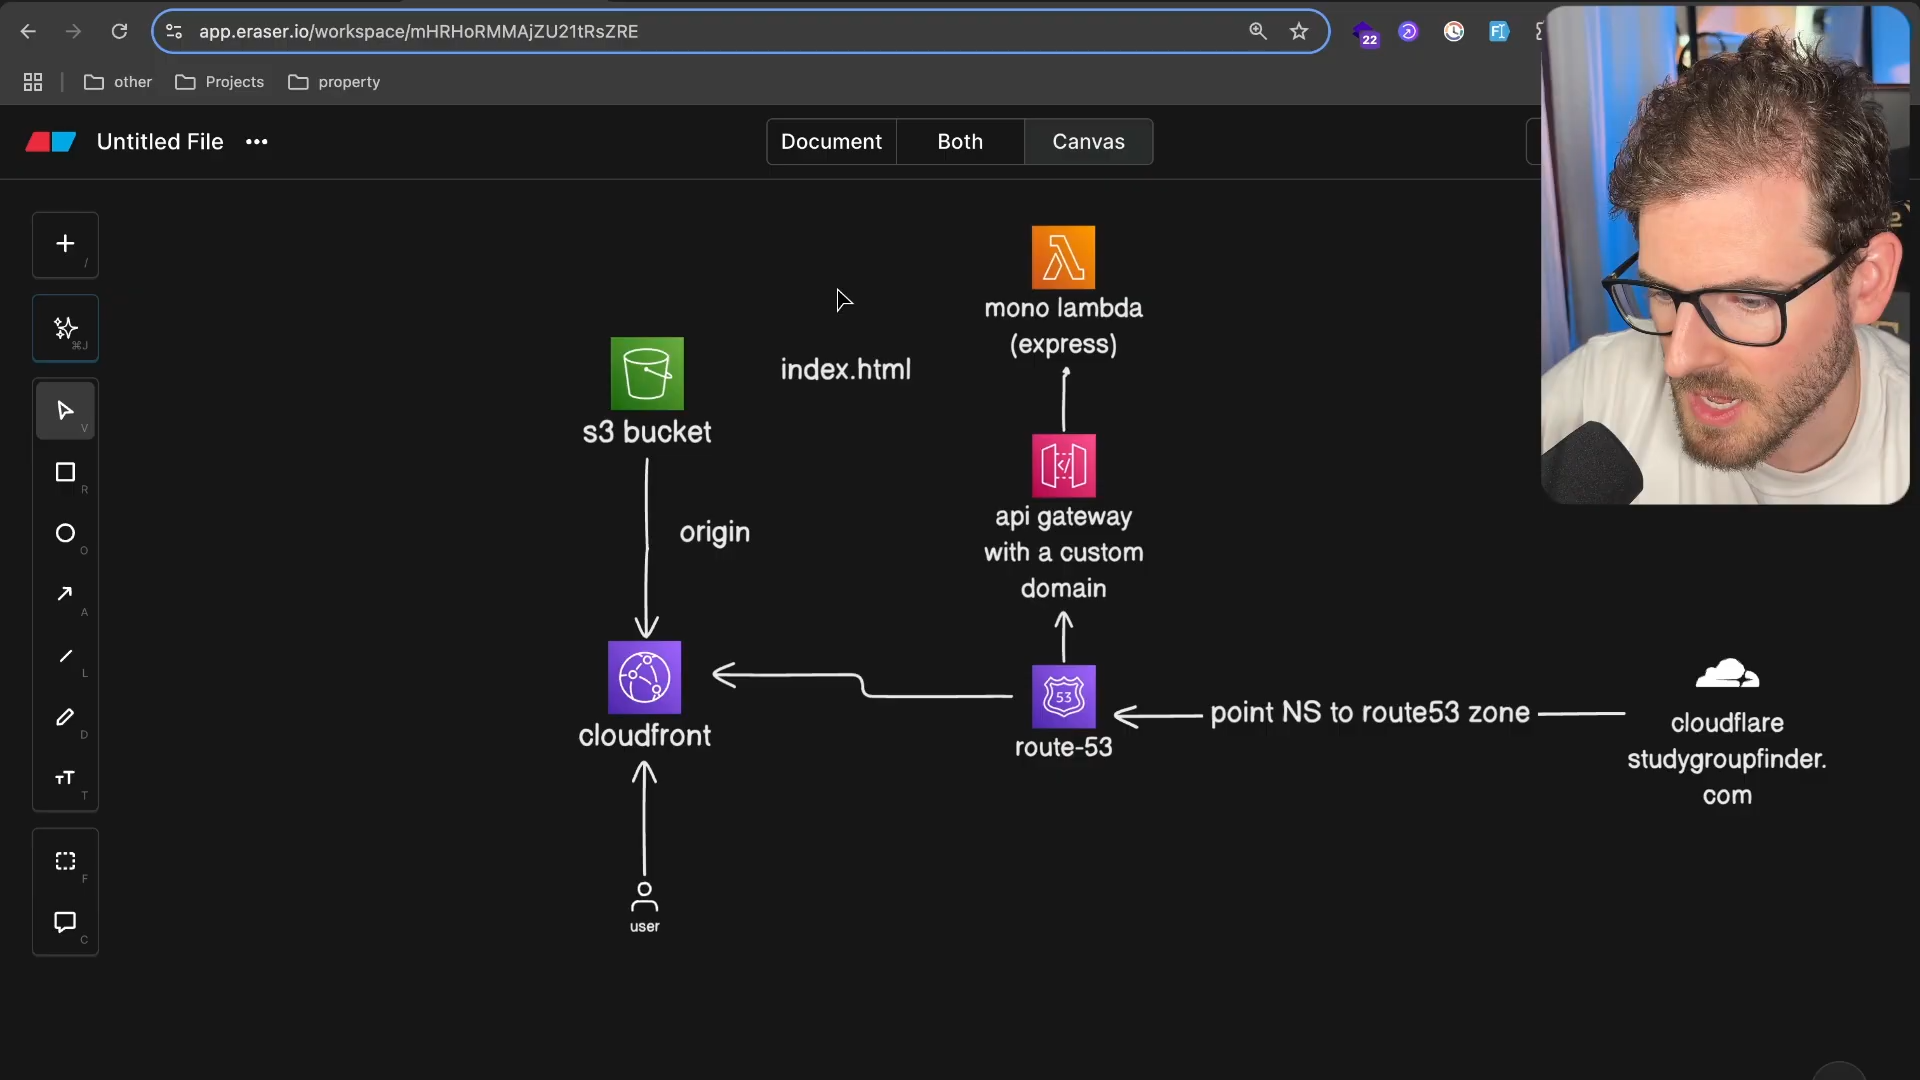 app.eraser.io/workspace/mHRHoRMMAjZU21tRsZRE
22
other
Projects
property
Untitled File
Document
Both
Canvas
/
⌘J
V
R
O
A
L
D
T
F
C
mono lambda
(express)
index.html
s3 bucket
api gateway
with a custom
domain
origin
53
route-53
point NS to route53 zone
cloudflare
studygroupfinder.
com
cloudfront
user